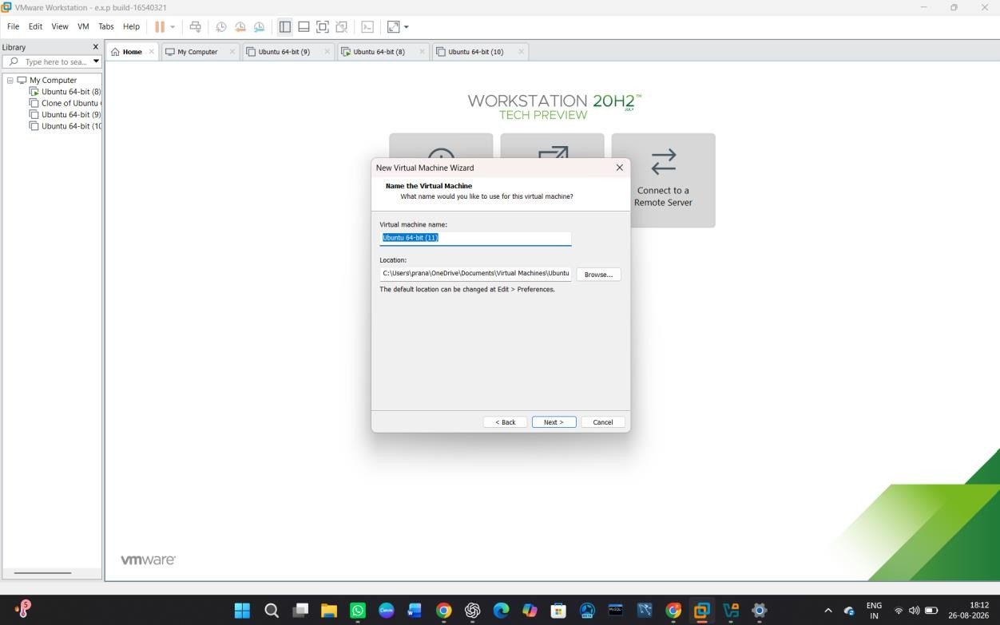 VMware Workstation - e.x.p build-16540321
File Edit View VM Tabs Help
Library
Type here to sea...
My Computer
Ubuntu 64-bit (8)
Clone of Ubuntu
Ubuntu 64-bit (9)
Ubuntu 64-bit (10
Home My Computer Ubuntu 64-bit (9) Ubuntu 64-bit (8) Ubuntu 64-bit (10)
WORKSTATION 20H2™
JULY
TECH PREVIEW
Connect to a
Remote Server
New Virtual Machine Wizard
Name the Virtual Machine
What name would you like to use for this virtual machine?
Virtual machine name:
Ubuntu 64-bit (11)
Location:
C:\Users\prana\OneDrive\Documents\Virtual Machines\Ubuntu
Browse...
The default location can be changed at Edit > Preferences.
< Back Next > Cancel
vmware®
5
Canva
W
BETA
MySQL
ENG
IN
18:12
26-08-2026